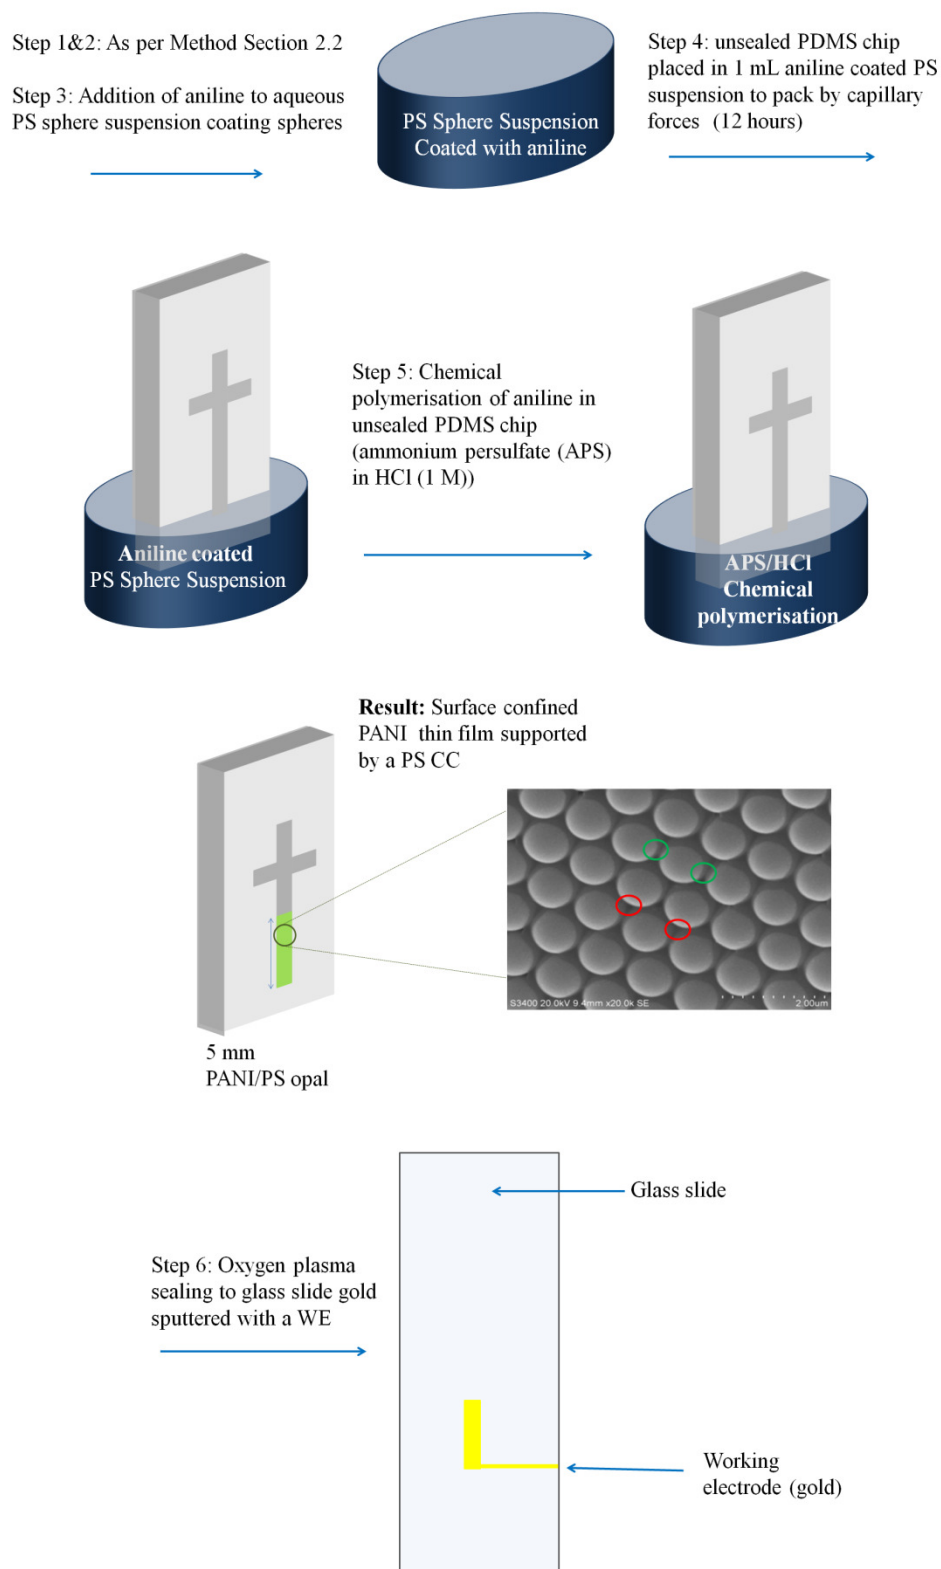 Step 1&2: As per Method Section 2.2
Step 3: Addition of aniline to aqueous
PS sphere suspension coating spheres
PS Sphere Suspension
Coated with aniline
Step 4: unsealed PDMS chip
placed in 1 mL aniline coated PS
suspension to pack by capillary
forces (12 hours)
Aniline coated
PS Sphere Suspension
Step 5: Chemical
polymerisation of aniline in
unsealed PDMS chip
(ammonium persulfate (APS)
in HCl (1 M))
APS/HCl
Chemical
polymerisation
Result: Surface confined
PANI thin film supported
by a PS CC
S3400 20.0kV 9.4mm x20.0k SE
2.00um
5 mm
PANI/PS opal
Glass slide
Step 6: Oxygen plasma
sealing to glass slide gold
sputtered with a WE
Working
electrode (gold)